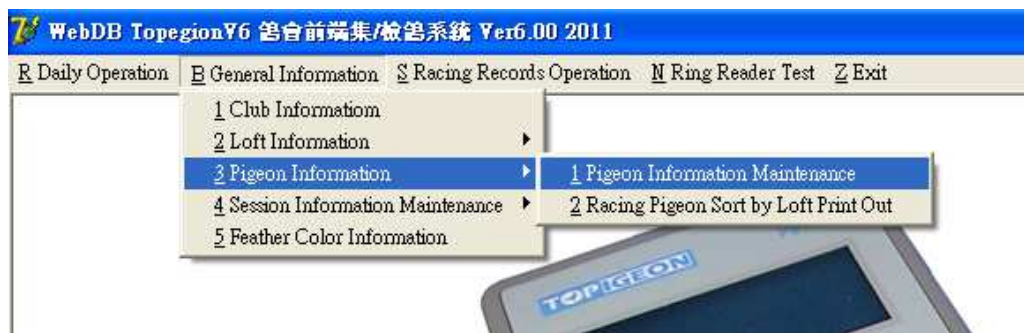 WebDB TopegionV6 鴿會前端集/檢鴿系統 Ver6.00 2011
R Daily Operation B General Information S Racing Records Operation N Ring Reader Test Z Exit
1 Club Informatiom
2 Loft Information
3 Pigeon Information
4 Session Information Maintenance
5 Feather Color Information
1 Pigeon Information Maintenance
2 Racing Pigeon Sort by Loft Print Out
TOPIGEON